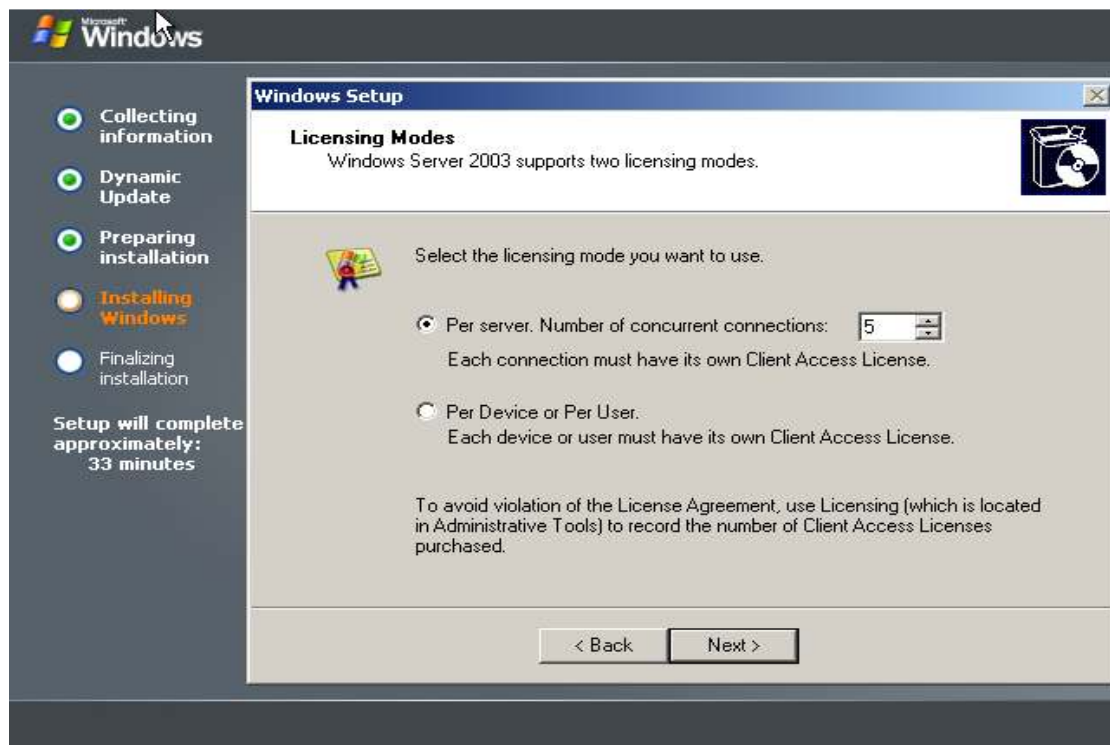 Microsoft
Windows
Collecting
information
Dynamic
Update
Preparing
installation
Installing
Windows
Finalizing
installation
Setup will complete
approximately:
33 minutes
Windows Setup
Licensing Modes
Windows Server 2003 supports two licensing modes.
Select the licensing mode you want to use.
Per server. Number of concurrent connections: 5
Each connection must have its own Client Access License.
Per Device or Per User.
Each device or user must have its own Client Access License.
To avoid violation of the License Agreement, use Licensing (which is located
in Administrative Tools) to record the number of Client Access Licenses
purchased.
< Back Next >